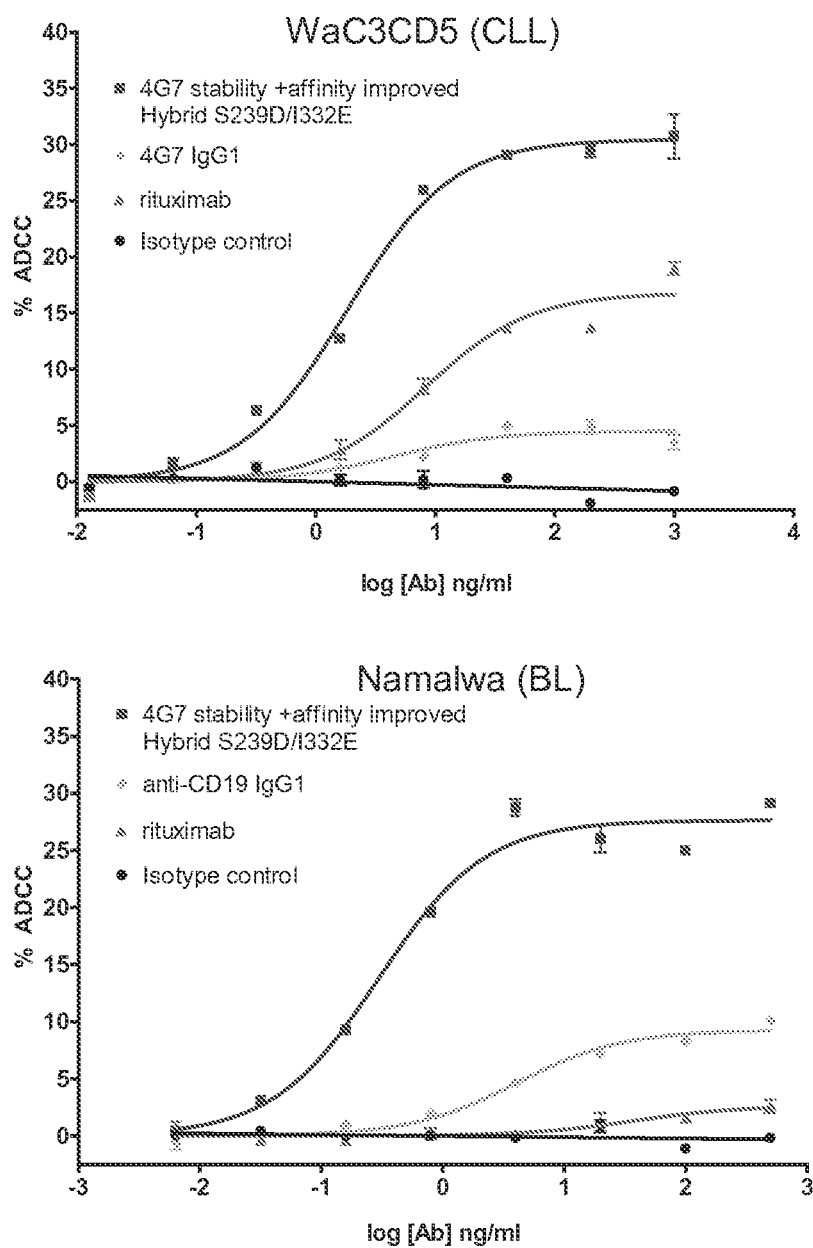 WaC3CD5 (CLL)
40
35
30
25
20
15
10
5
0
% ADCC
4G7 stability +affinity improved
Hybrid S239D/I332E
4G7 IgG1
rituximab
Isotype control
-2 -1 0 1 2 3 4
log [Ab] ng/ml
Namalwa (BL)
40
35
30
25
20
15
10
5
0
% ADCC
4G7 stability +affinity improved
Hybrid S239D/I332E
anti-CD19 IgG1
rituximab
Isotype control
-3 -2 -1 0 1 2 3
log [Ab] ng/ml